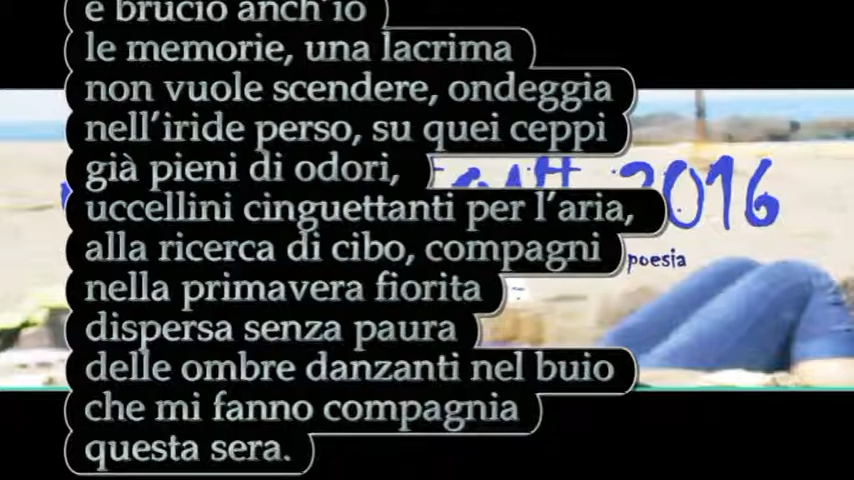 e brucio anch'io
le memorie, una lacrima
non vuole scendere, ondeggia
nell'iride perso, su quei ceppi
già pieni di odori,
2016
uccellini cinguettanti per l'aria,
alla ricerca di cibo, compagni
poesia
nella primavera fiorita
dispersa senza paura
delle ombre danzanti nel buio
che mi fanno compagnia
questa sera.